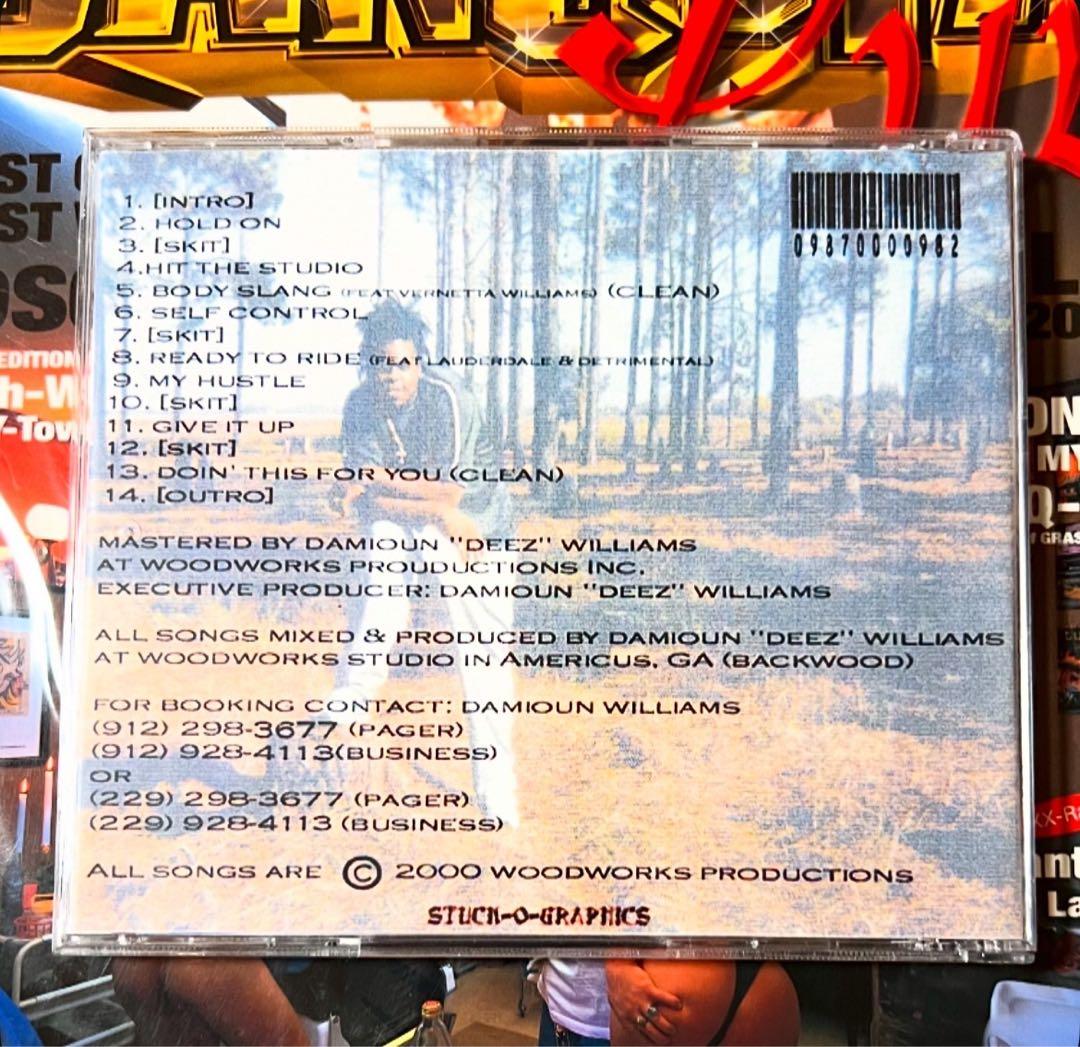 1. [INTRO]
2. HOLD ON
3. [SKIT]
4.HIT THE STUDIO
5. BODY SLANG (FEAT VERNETTA WILLIAMS) (CLEAN)
6. SELF CONTROL
7. [SKIT]
8. READY TO RIDE (FEAT LAUDERDALE & DETRIMENTAL)
9. MY HUSTLE
10. [SKIT]
11. GIVE IT UP
12. [SKIT]
13. DOIN' THIS FOR YOU (CLEAN)
14. [OUTRO]
09870000982
MASTERED BY DAMIOUN "DEEZ" WILLIAMS
AT WOODWORKS PROUDUCTIONS INC.
EXECUTIVE PRODUCER: DAMIOUN "DEEZ" WILLIAMS
ALL SONGS MIXED & PRODUCED BY DAMIOUN "DEEZ" WILLIAMS
AT WOODWORKS STUDIO IN AMERICUS, GA (BACKWOOD)
FOR BOOKING CONTACT: DAMIOUN WILLIAMS
(912) 298-3677 (PAGER)
(912) 928-4113(BUSINESS)
OR
(229) 298-3677 (PAGER)
(229) 928-4113 (BUSINESS)
ALL SONGS ARE © 2000 WOODWORKS PRODUCTIONS
STUCK-O-GRAPHICS
EDITION